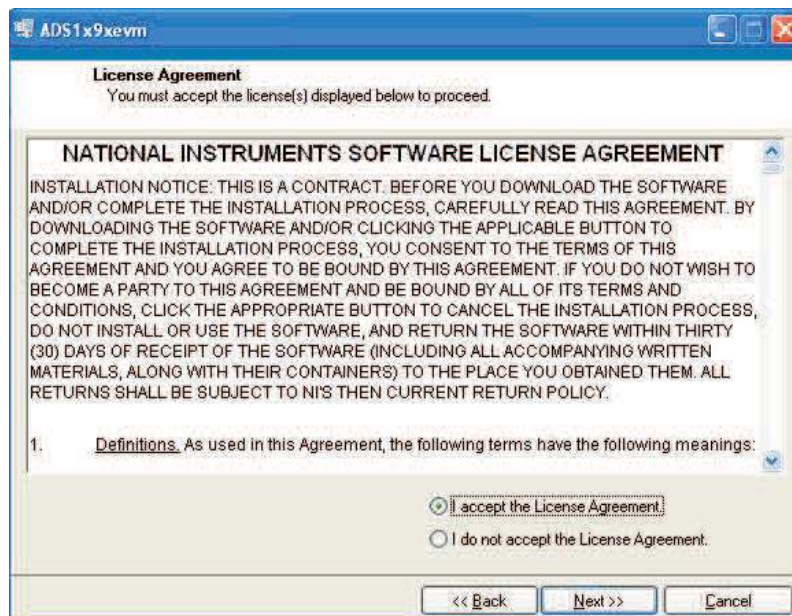 ADS1x9xevm
License Agreement
You must accept the license(s) displayed below to proceed.
NATIONAL INSTRUMENTS SOFTWARE LICENSE AGREEMENT
INSTALLATION NOTICE: THIS IS A CONTRACT. BEFORE YOU DOWNLOAD THE SOFTWARE
AND/OR COMPLETE THE INSTALLATION PROCESS, CAREFULLY READ THIS AGREEMENT. BY
DOWNLOADING THE SOFTWARE AND/OR CLICKING THE APPLICABLE BUTTON TO
COMPLETE THE INSTALLATION PROCESS, YOU CONSENT TO THE TERMS OF THIS
AGREEMENT AND YOU AGREE TO BE BOUND BY THIS AGREEMENT. IF YOU DO NOT WISH TO
BECOME A PARTY TO THIS AGREEMENT AND BE BOUND BY ALL OF ITS TERMS AND
CONDITIONS, CLICK THE APPROPRIATE BUTTON TO CANCEL THE INSTALLATION PROCESS,
DO NOT INSTALL OR USE THE SOFTWARE, AND RETURN THE SOFTWARE WITHIN THIRTY
(30) DAYS OF RECEIPT OF THE SOFTWARE (INCLUDING ALL ACCOMPANYING WRITTEN
MATERIALS, ALONG WITH THEIR CONTAINERS) TO THE PLACE YOU OBTAINED THEM. ALL
RETURNS SHALL BE SUBJECT TO NI'S THEN CURRENT RETURN POLICY.
1. Definitions. As used in this Agreement, the following terms have the following meanings:
I accept the License Agreement.
I do not accept the License Agreement.
<< Back Next >> Cancel